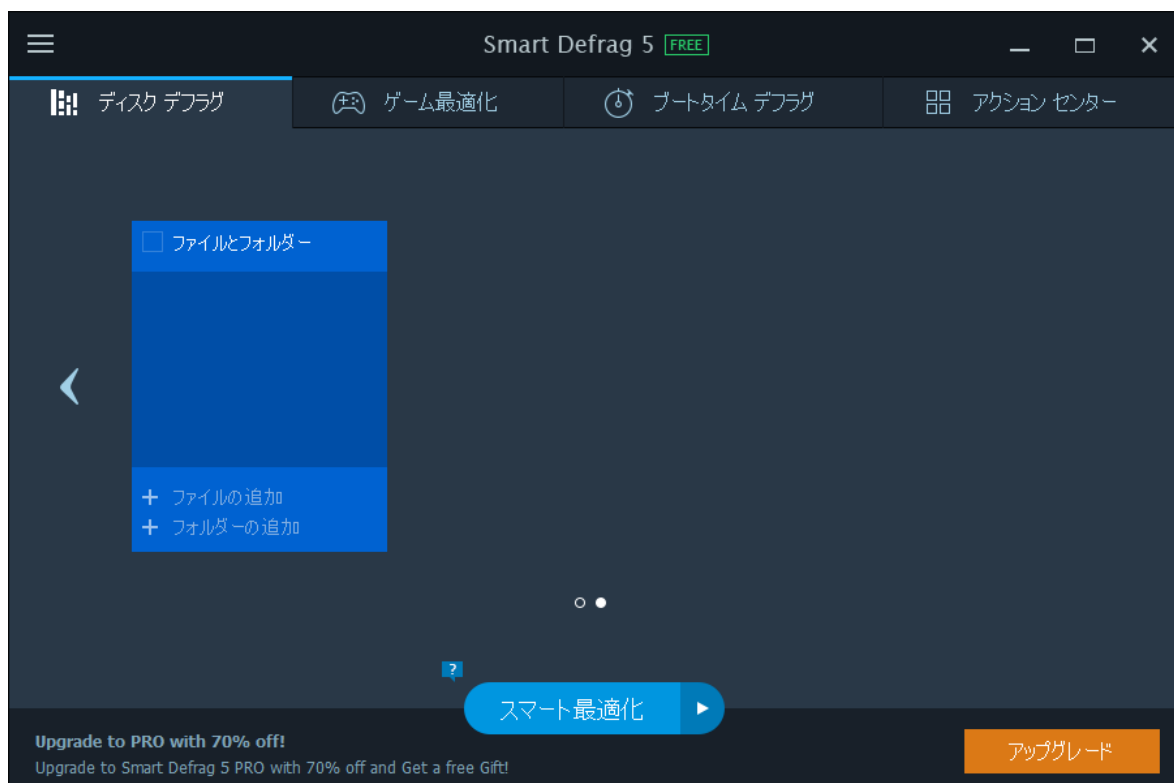 Smart Defrag 5 FREE
ディスク デフラグ
ゲーム最適化
ブートタイム デフラグ
アクション センター
ファイルとフォルダー
+ ファイルの追加
+ フォルダーの追加
?
スマート最適化
Upgrade to PRO with 70% off!
Upgrade to Smart Defrag 5 PRO with 70% off and Get a free Gift!
アップグレード